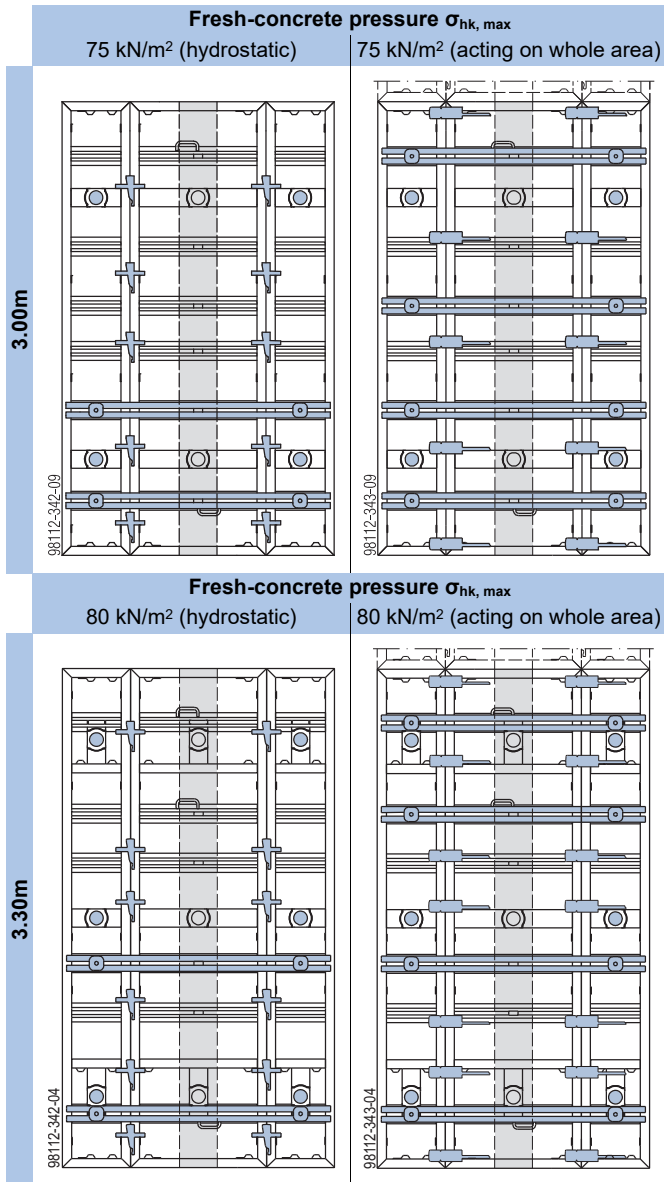 Fresh-concrete pressure σhk, max
75 kN/m² (hydrostatic)
75 kN/m² (acting on whole area)
3.00m
98112-342-09
98112-343-09
Fresh-concrete pressure σhk, max
80 kN/m² (hydrostatic)
80 kN/m² (acting on whole area)
3.30m
98112-342-04
98112-343-04